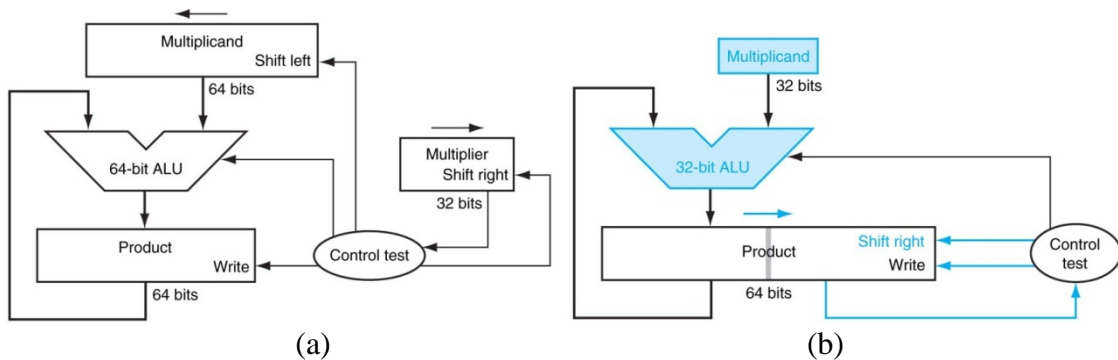 Multiplicand
Shift left
64 bits
64-bit ALU
Multiplier
Shift right
32 bits
Product
Write
Control test
64 bits
(a)
Multiplicand
32 bits
32-bit ALU
Product
Shift right
Write
Control
test
64 bits
(b)